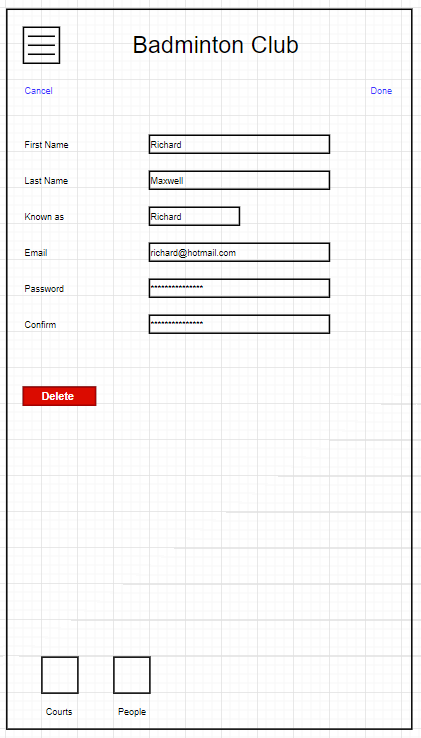 Badminton Club
Cancel Done
First Name Richard
Last Name Maxwell
Known as Richard
Email richard@hotmail.com
Password ***************
Confirm ***************
Delete
Courts People